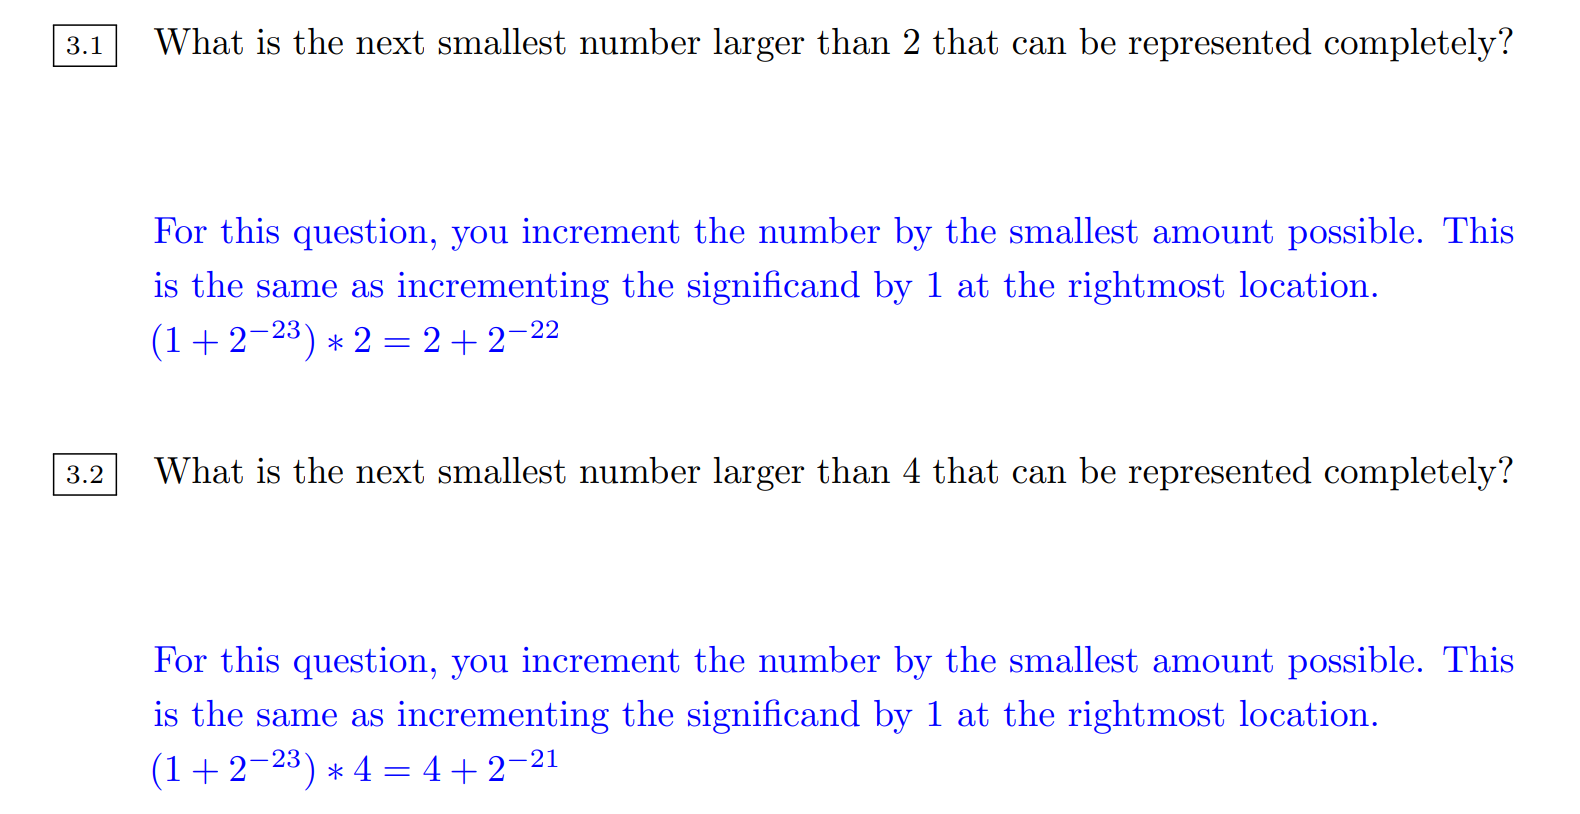 3.1 What is the next smallest number larger than 2 that can be represented completely?
For this question, you increment the number by the smallest amount possible. This
is the same as incrementing the significand by 1 at the rightmost location.
(1 + 2⁻²³) ∗ 2 = 2 + 2⁻²²
3.2 What is the next smallest number larger than 4 that can be represented completely?
For this question, you increment the number by the smallest amount possible. This
is the same as incrementing the significand by 1 at the rightmost location.
(1 + 2⁻²³) ∗ 4 = 4 + 2⁻²¹